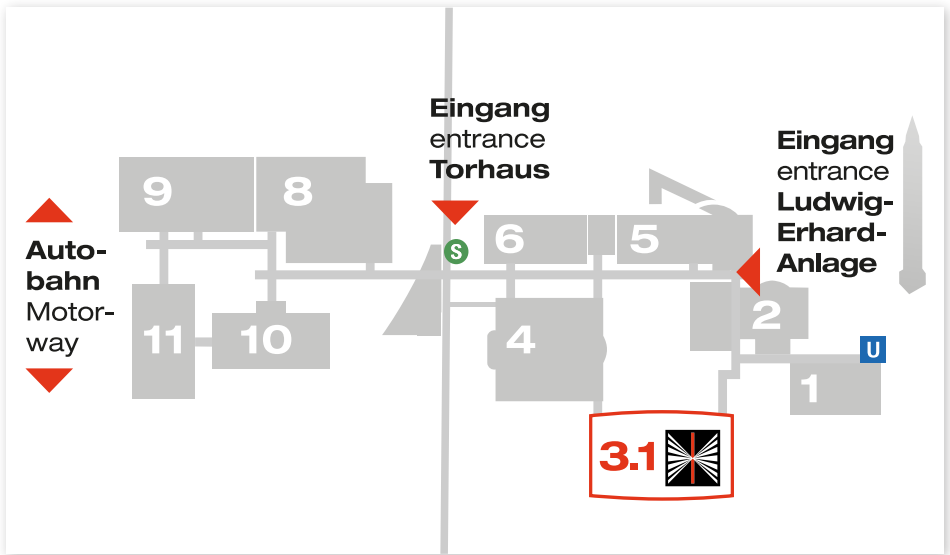 Eingang
entrance
Torhaus
Eingang
entrance
Ludwig-
Erhard-
Anlage
9
8
6
5
S
Auto-
bahn
Motor-
way
11
10
4
2
U
1
3.1